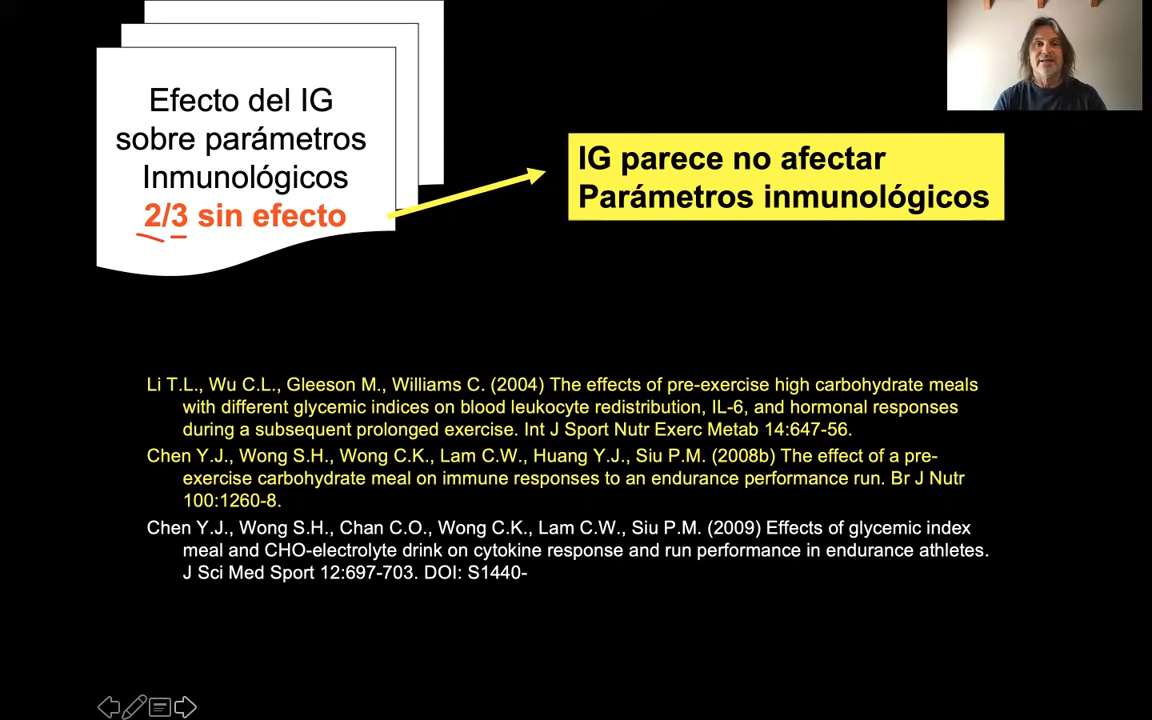 Efecto del IG
sobre parámetros
Inmunológicos
2/3 sin efecto
IG parece no afectar
Parámetros inmunológicos
Li T.L., Wu C.L., Gleeson M., Williams C. (2004) The effects of pre-exercise high carbohydrate meals
with different glycemic indices on blood leukocyte redistribution, IL-6, and hormonal responses
during a subsequent prolonged exercise. Int J Sport Nutr Exerc Metab 14:647-56.
Chen Y.J., Wong S.H., Wong C.K., Lam C.W., Huang Y.J., Siu P.M. (2008b) The effect of a pre-
exercise carbohydrate meal on immune responses to an endurance performance run. Br J Nutr
100:1260-8.
Chen Y.J., Wong S.H., Chan C.O., Wong C.K., Lam C.W., Siu P.M. (2009) Effects of glycemic index
meal and CHO-electrolyte drink on cytokine response and run performance in endurance athletes.
J Sci Med Sport 12:697-703. DOI: S1440-